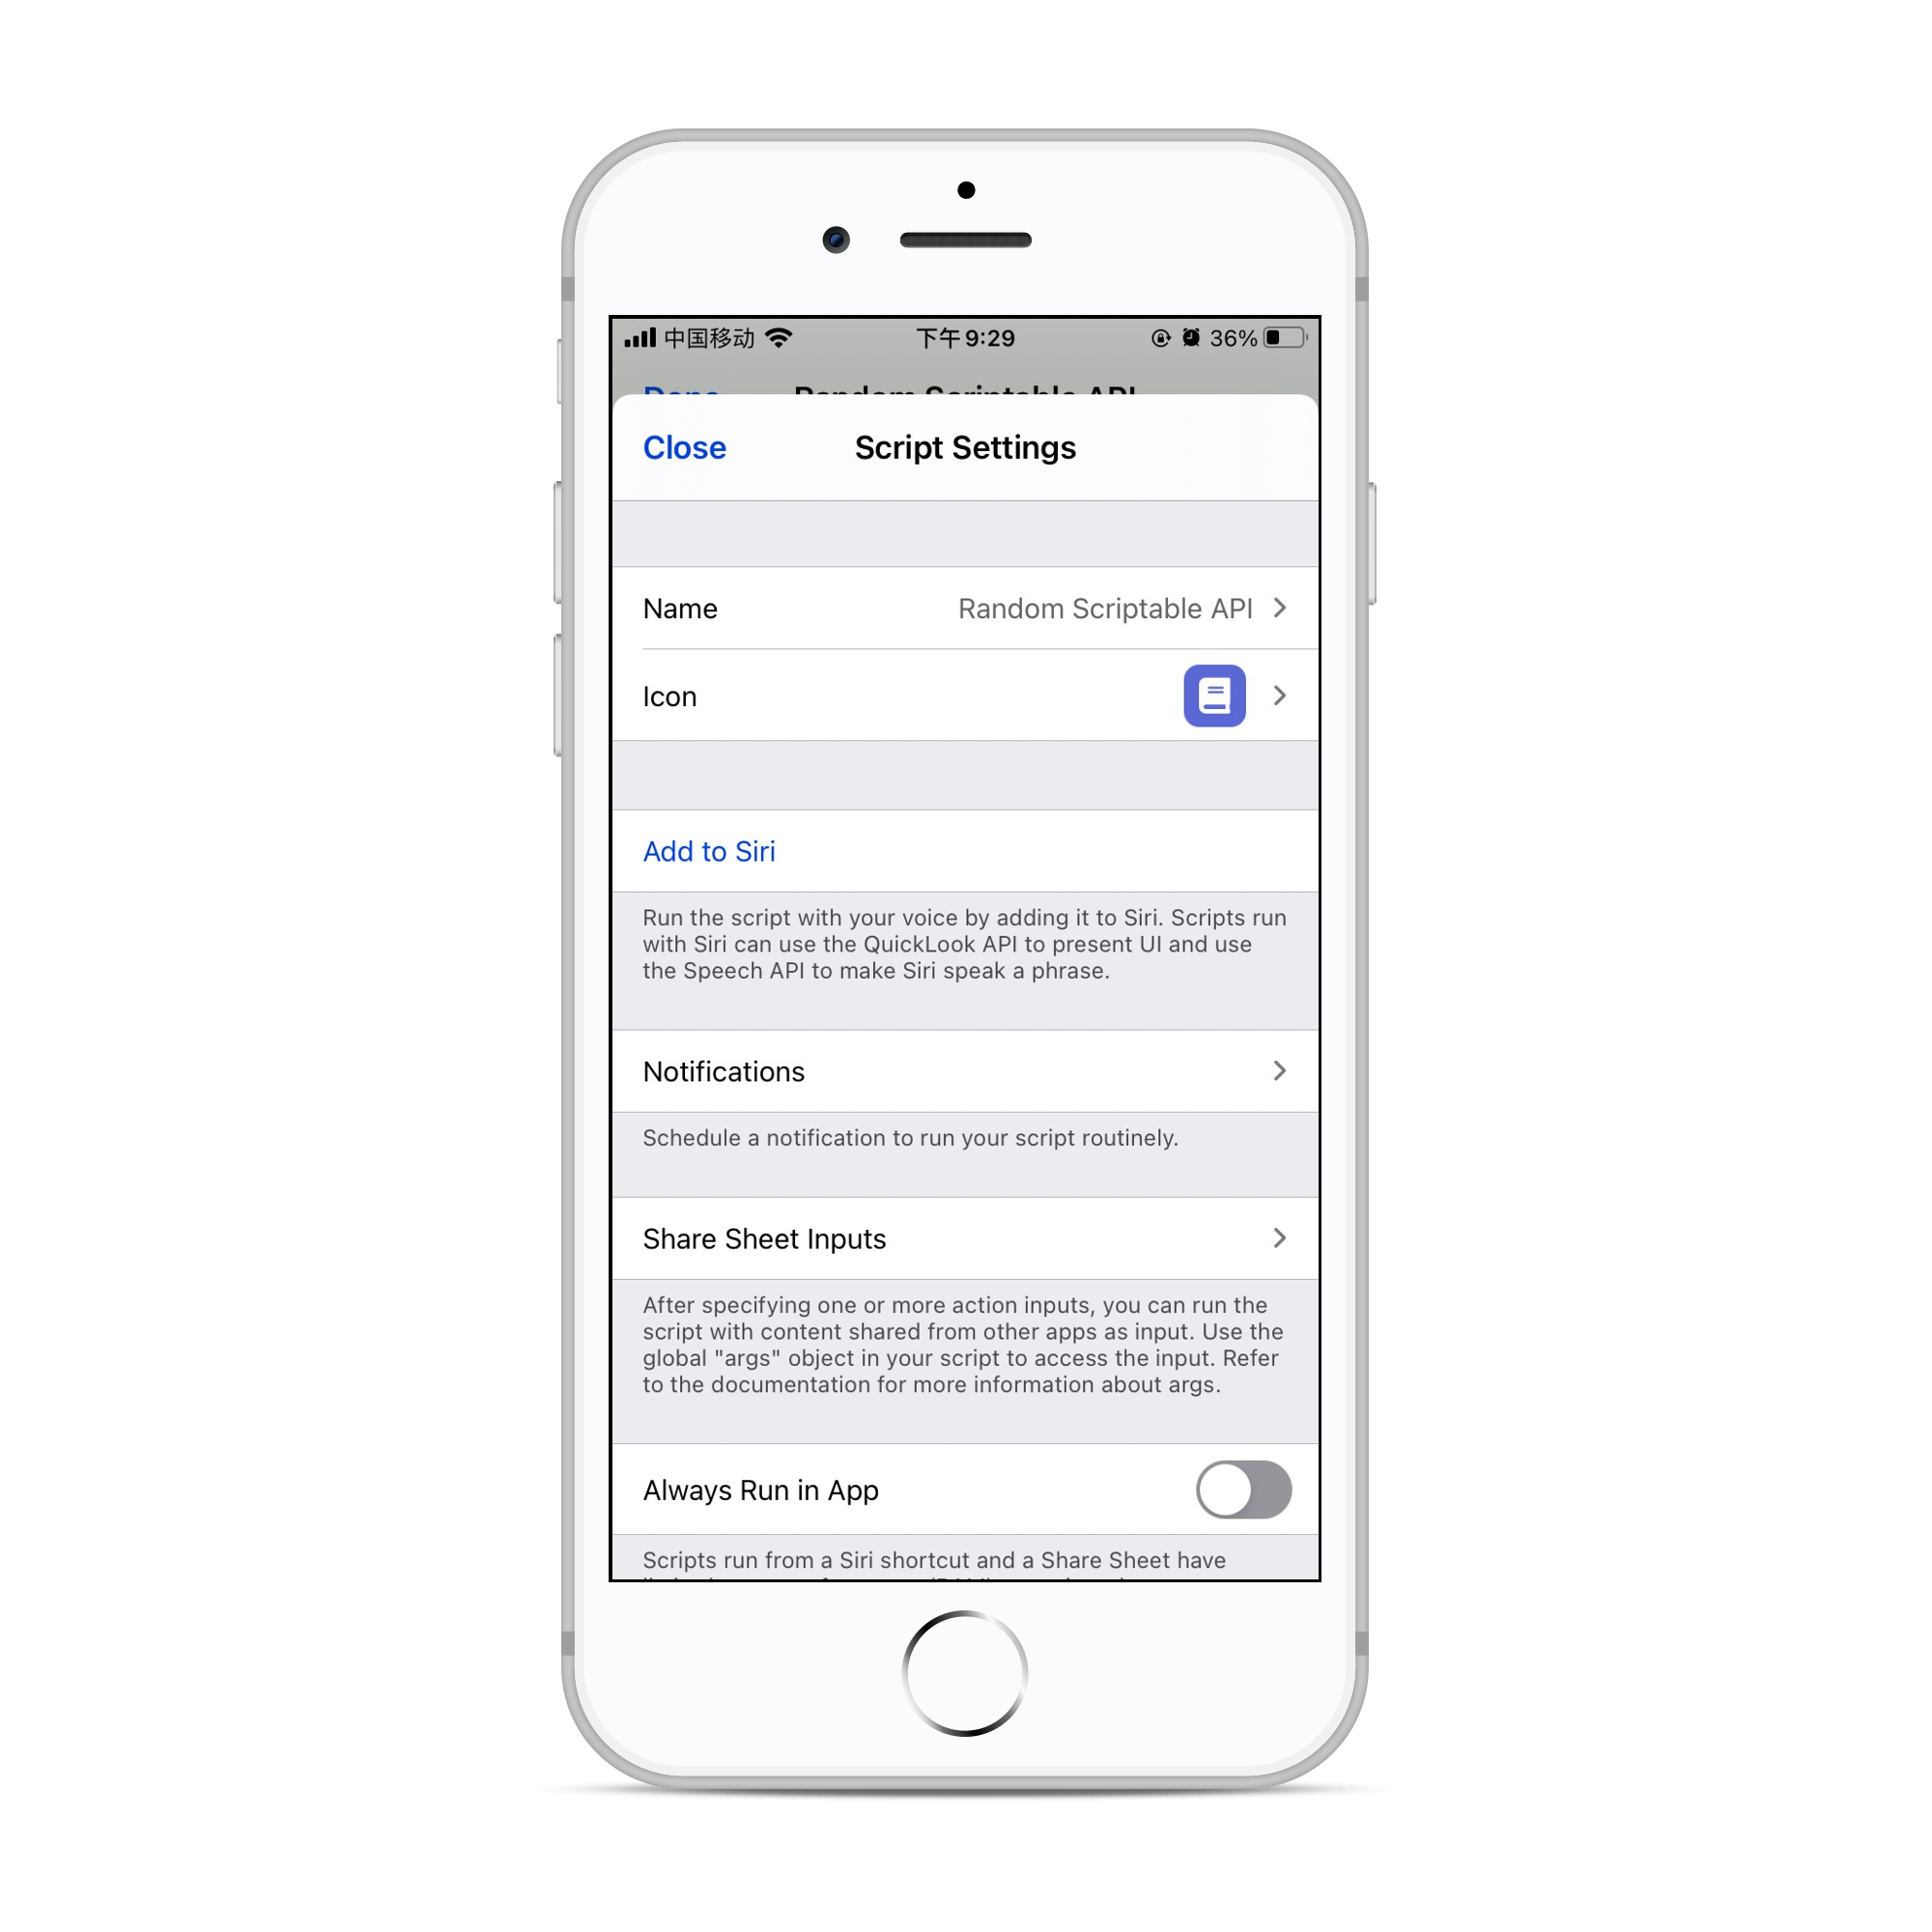 中国移动 下午9:29 36%
Done Random Scriptable API
Close Script Settings
Name Random Scriptable API
Icon
Add to Siri
Run the script with your voice by adding it to Siri. Scripts run
with Siri can use the QuickLook API to present UI and use
the Speech API to make Siri speak a phrase.
Notifications
Schedule a notification to run your script routinely.
Share Sheet Inputs
After specifying one or more action inputs, you can run the
script with content shared from other apps as input. Use the
global "args" object in your script to access the input. Refer
to the documentation for more information about args.
Always Run in App
Scripts run from a Siri shortcut and a Share Sheet have